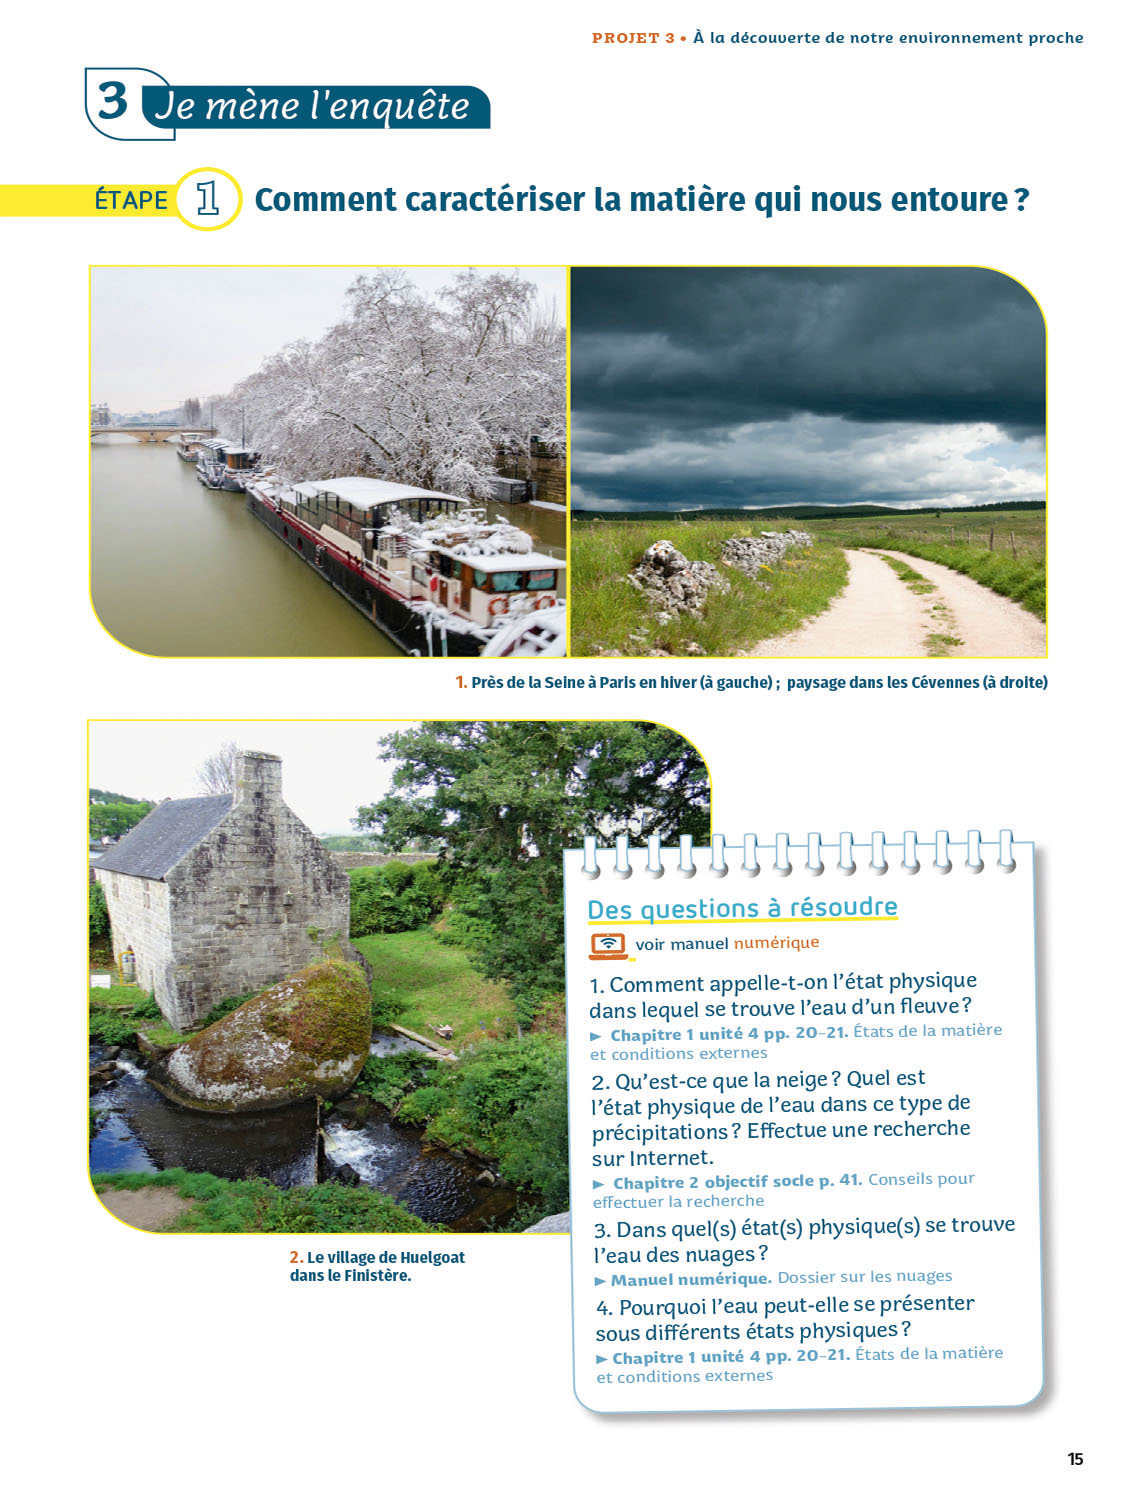 PROJET 3 • À la découverte de notre environnement proche
3 Je mène l'enquête
ÉTAPE 1 Comment caractériser la matière qui nous entoure ?
1. Près de la Seine à Paris en hiver (à gauche) ; paysage dans les Cévennes (à droite)
Des questions à résoudre
voir manuel numérique
1. Comment appelle-t-on l'état physique
dans lequel se trouve l'eau d'un fleuve ?
► Chapitre 1 unité 4 pp. 20-21. États de la matière
et conditions externes
2. Qu'est-ce que la neige ? Quel est
l'état physique de l'eau dans ce type de
précipitations ? Effectue une recherche
sur Internet.
► Chapitre 2 objectif socle p. 41. Conseils pour
effectuer la recherche
3. Dans quel(s) état(s) physique(s) se trouve
l'eau des nuages ?
► Manuel numérique. Dossier sur les nuages
4. Pourquoi l'eau peut-elle se présenter
sous différents états physiques ?
► Chapitre 1 unité 4 pp. 20-21. États de la matière
et conditions externes
2. Le village de Huelgoat
dans le Finistère.
15